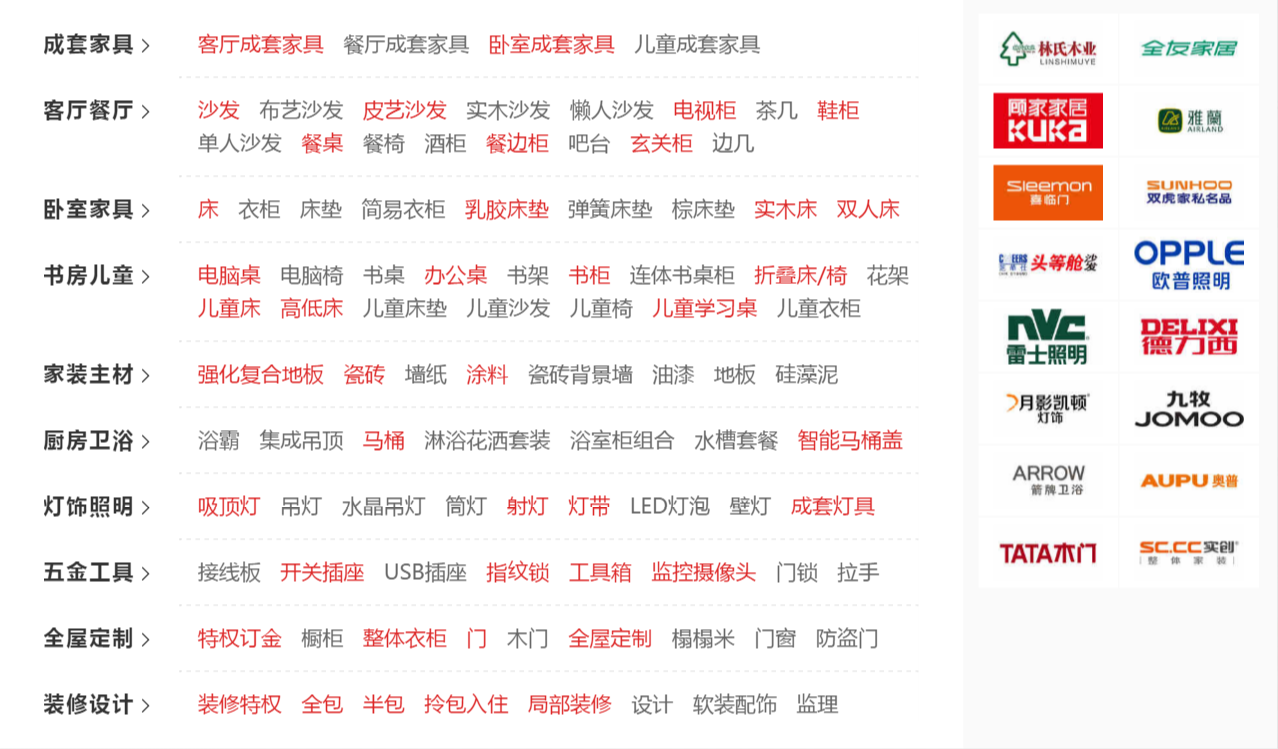 成套家具 > 客厅成套家具 餐厅成套家具 卧室成套家具 儿童成套家具
客厅餐厅 > 沙发 布艺沙发 皮艺沙发 实木沙发 懒人沙发 电视柜 茶几 鞋柜
单人沙发 餐桌 餐椅 酒柜 餐边柜 吧台 玄关柜 边几
卧室家具 > 床 衣柜 床垫 简易衣柜 乳胶床垫 弹簧床垫 棕床垫 实木床 双人床
书房儿童 > 电脑桌 电脑椅 书桌 办公桌 书架 书柜 连体书桌柜 折叠床/椅 花架
儿童床 高低床 儿童床垫 儿童沙发 儿童椅 儿童学习桌 儿童衣柜
家装主材 > 强化复合地板 瓷砖 墙纸 涂料 瓷砖背景墙 油漆 地板 硅藻泥
厨房卫浴 > 浴霸 集成吊顶 马桶 淋浴花洒套装 浴室柜组合 水槽套餐 智能马桶盖
灯饰照明 > 吸顶灯 吊灯 水晶吊灯 筒灯 射灯 灯带 LED灯泡 壁灯 成套灯具
五金工具 > 接线板 开关插座 USB插座 指纹锁 工具箱 监控摄像头 门锁 拉手
全屋定制 > 特权订金 橱柜 整体衣柜 门 木门 全屋定制 榻榻米 门窗 防盗门
装修设计 > 装修特权 全包 半包 拎包入住 局部装修 设计 软装配饰 监理
林氏木业
LINSHIMUYE
全友家居
顾家家居
KUKa
雅蘭
AIRLAND
Sleemon
喜临门
SUNHOO
双虎家私名品
头等舱
OPPLE
欧普照明
nVC
雷士照明
DELIXI
德力西
月影凯顿
灯饰
九牧
JOMOO
ARROW
箭牌卫浴
AUPU 奥普
TATA木门
SC.CC实创
整体家装